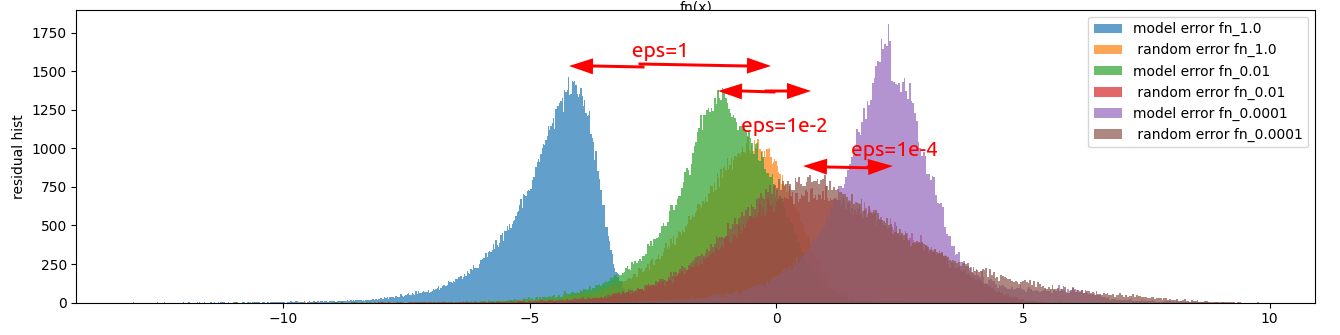 fn(x)
1750
1500
1250
1000
750
500
250
0
residual hist
eps=1
eps=1e-2
eps=1e-4
model error fn_1.0
random error fn_1.0
model error fn_0.01
random error fn_0.01
model error fn_0.0001
random error fn_0.0001
−10
−5
0
5
10